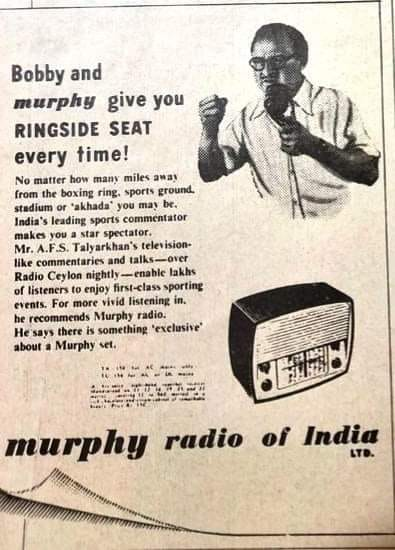 Bobby and
murphy give you
RINGSIDE SEAT
every time!
No matter how many miles away
from the boxing ring, sports ground,
stadium or 'akhada' you may be.
India's leading sports commentator
makes you a star spectator.
Mr. A.F.S. Talyarkhan's television-
like commentaries and talks—over
Radio Ceylon nightly—enable lakhs
of listeners to enjoy first-class sporting
events. For more vivid listening in,
he recommends Murphy radio.
He says there is something 'exclusive'
about a Murphy set.
murphy radio of India
LTD.